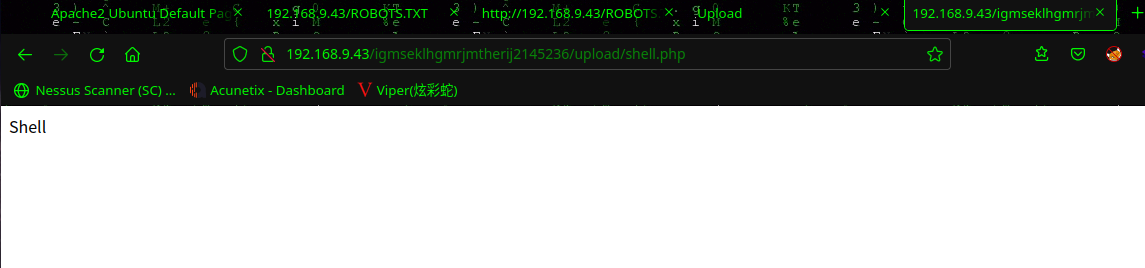 Apache2 Ubuntu Default Pag
192.168.9.43/ROBOTS.TXT
http://192.168.9.43/ROBOTS.
Upload
192.168.9.43/igmseklhgmrjm
192.168.9.43/igmseklhgmrjmtherij2145236/upload/shell.php
Nessus Scanner (SC) ...
Acunetix - Dashboard
Viper(炫彩蛇)
Shell